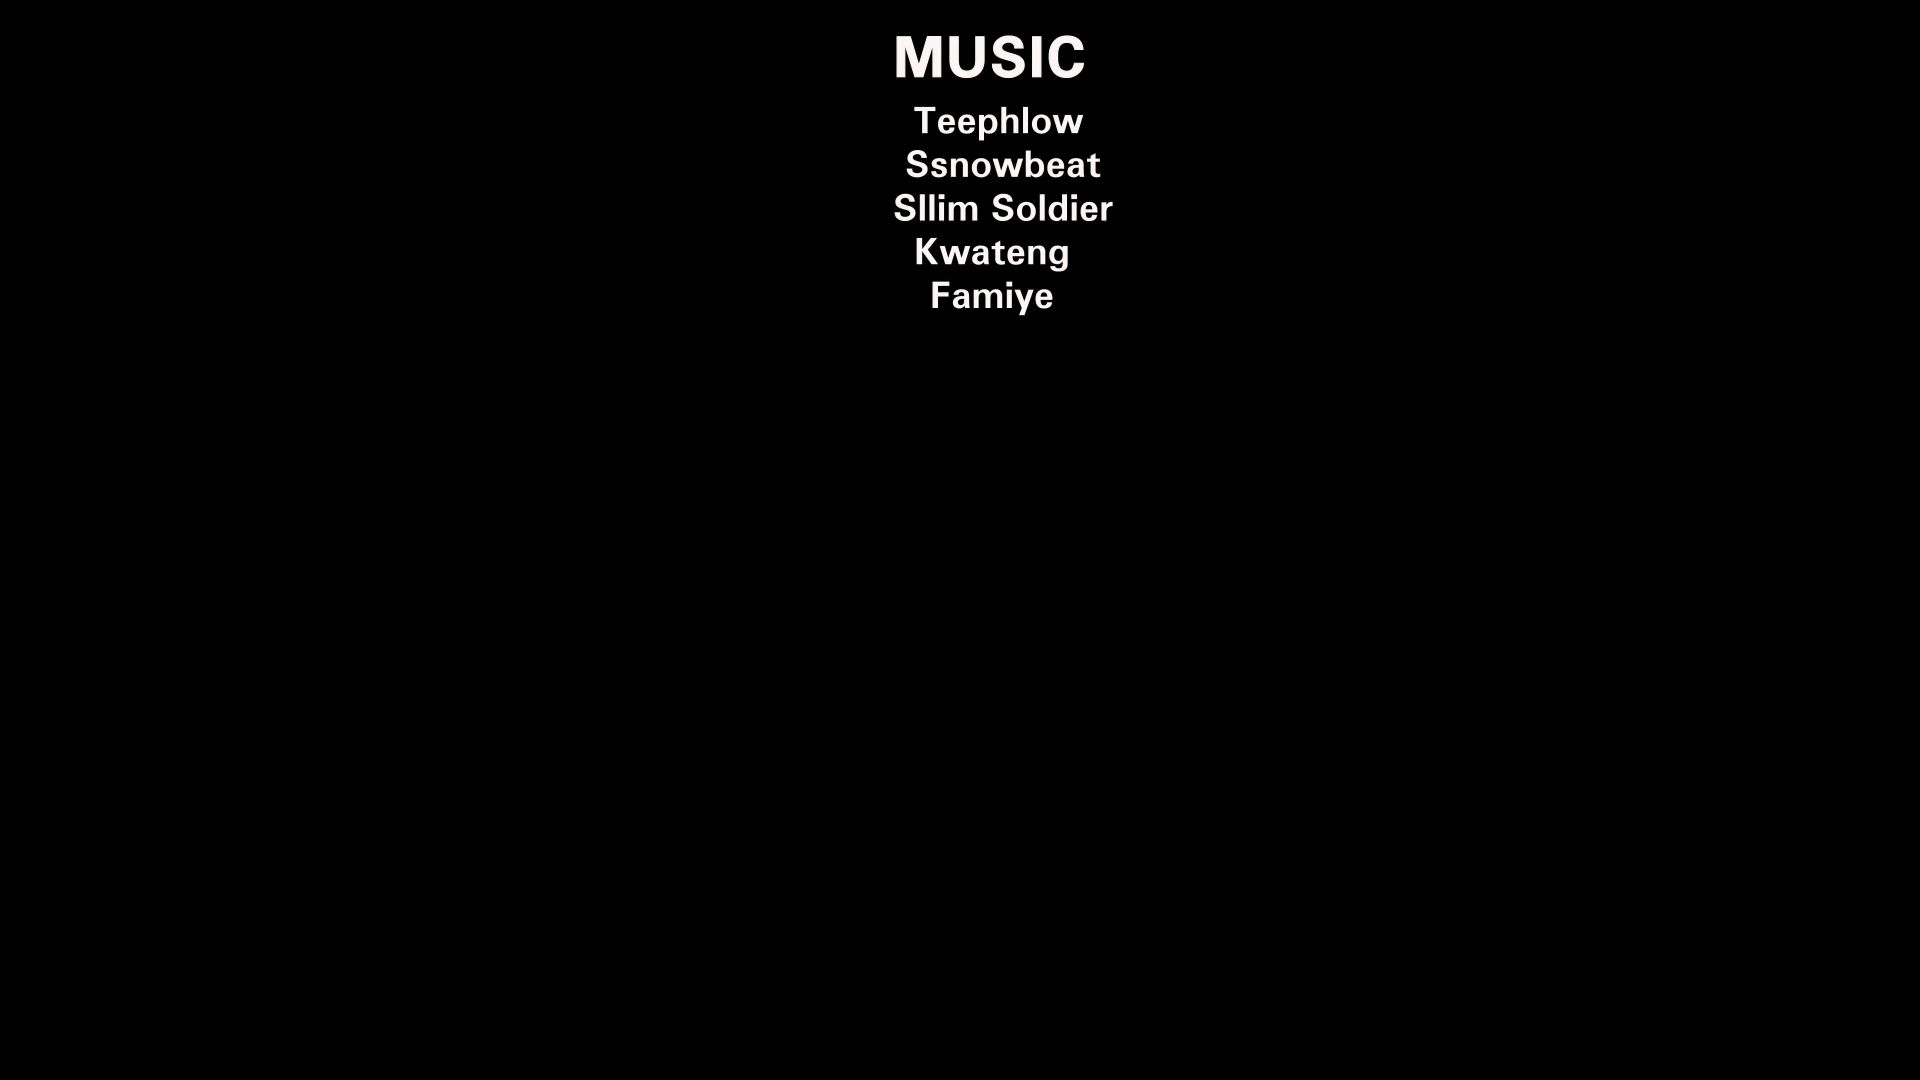 MUSIC
Teephlow
Ssnowbeat
Sllim Soldier
Kwateng
Famiye